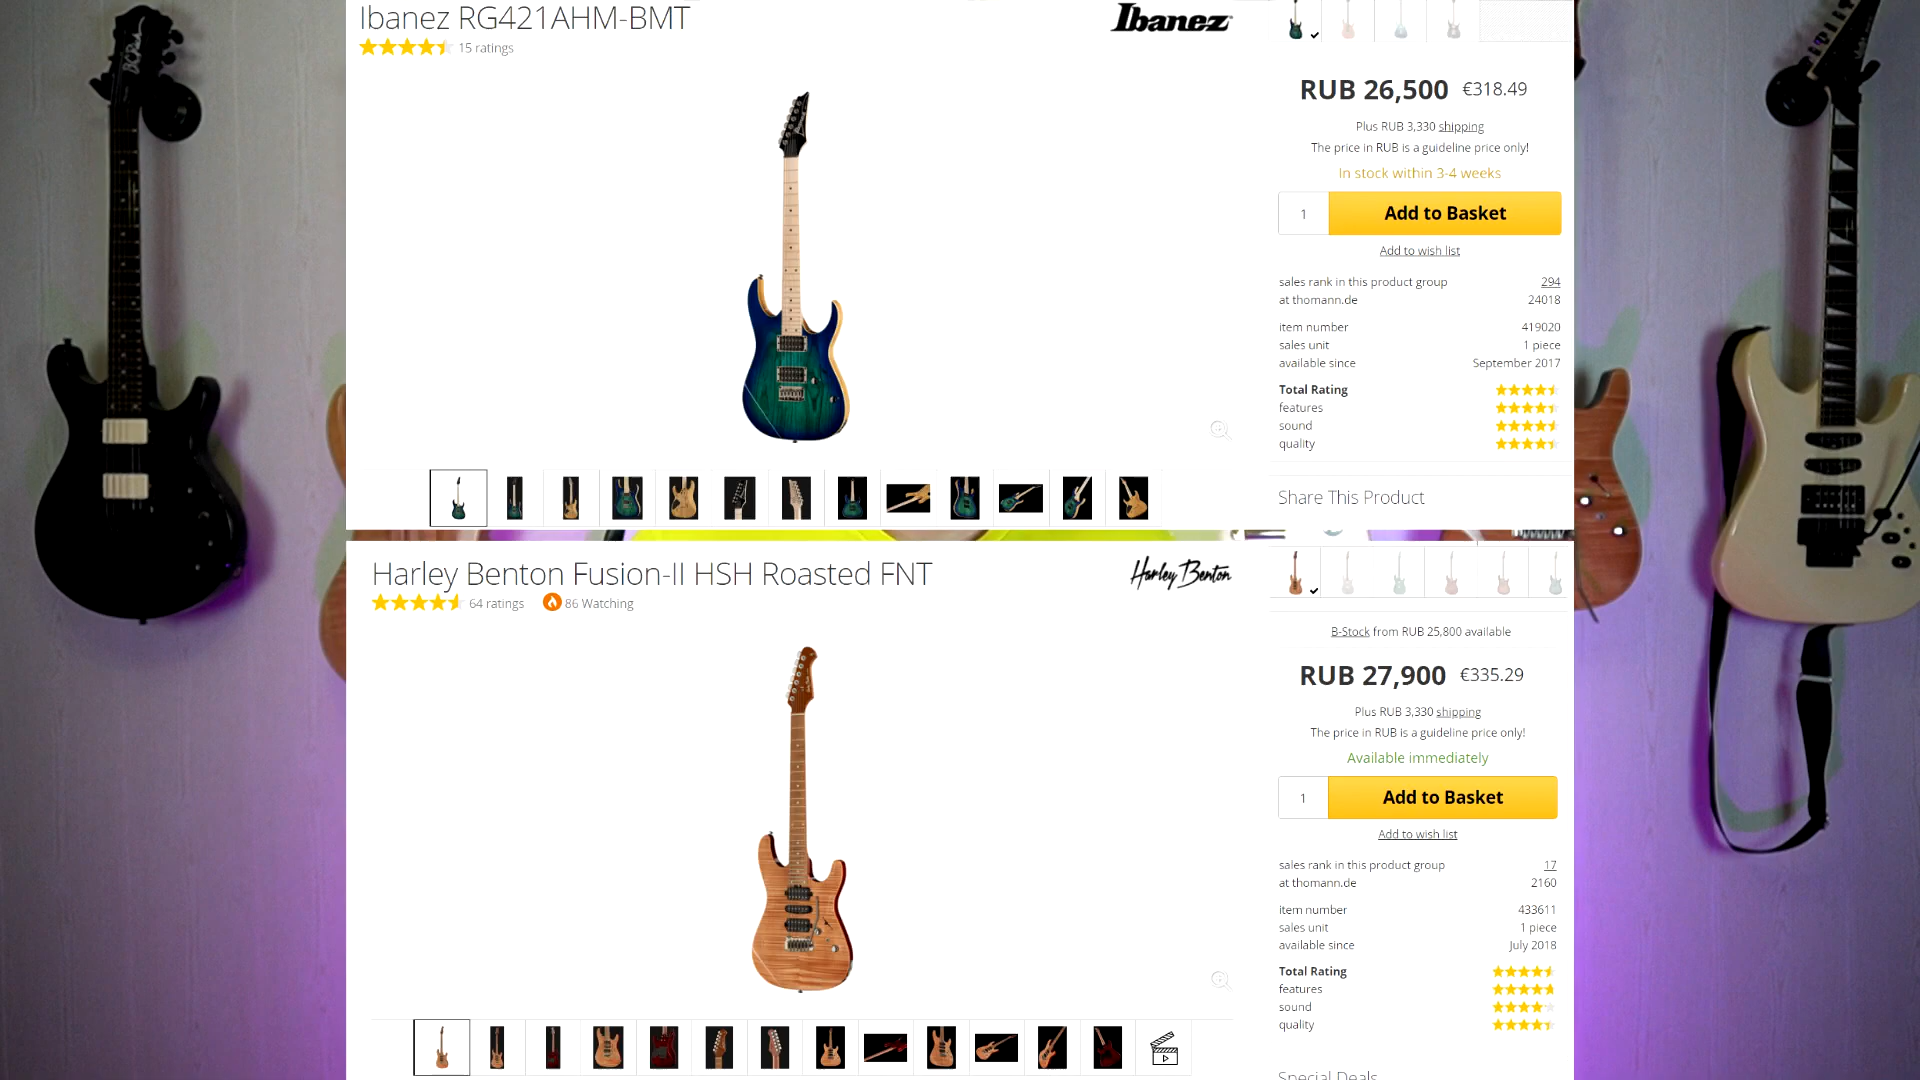 Ibanez RG421AHM-BMT
15 ratings
Ibanez
RUB 26,500 €318.49
Plus RUB 3,330 shipping
The price in RUB is a guideline price only!
In stock within 3-4 weeks
1 Add to Basket
Add to wish list
sales rank in this product group 294
at thomann.de 24018
item number 419020
sales unit 1 piece
available since September 2017
Total Rating
features
sound
quality
Share This Product
Harley Benton Fusion-II HSH Roasted FNT
64 ratings 86 Watching
Harley Benton
B-Stock from RUB 25,800 available
RUB 27,900 €335.29
Plus RUB 3,330 shipping
The price in RUB is a guideline price only!
Available immediately
1 Add to Basket
Add to wish list
sales rank in this product group 17
at thomann.de 2160
item number 433611
sales unit 1 piece
available since July 2018
Total Rating
features
sound
quality
Special Deals
BCRich